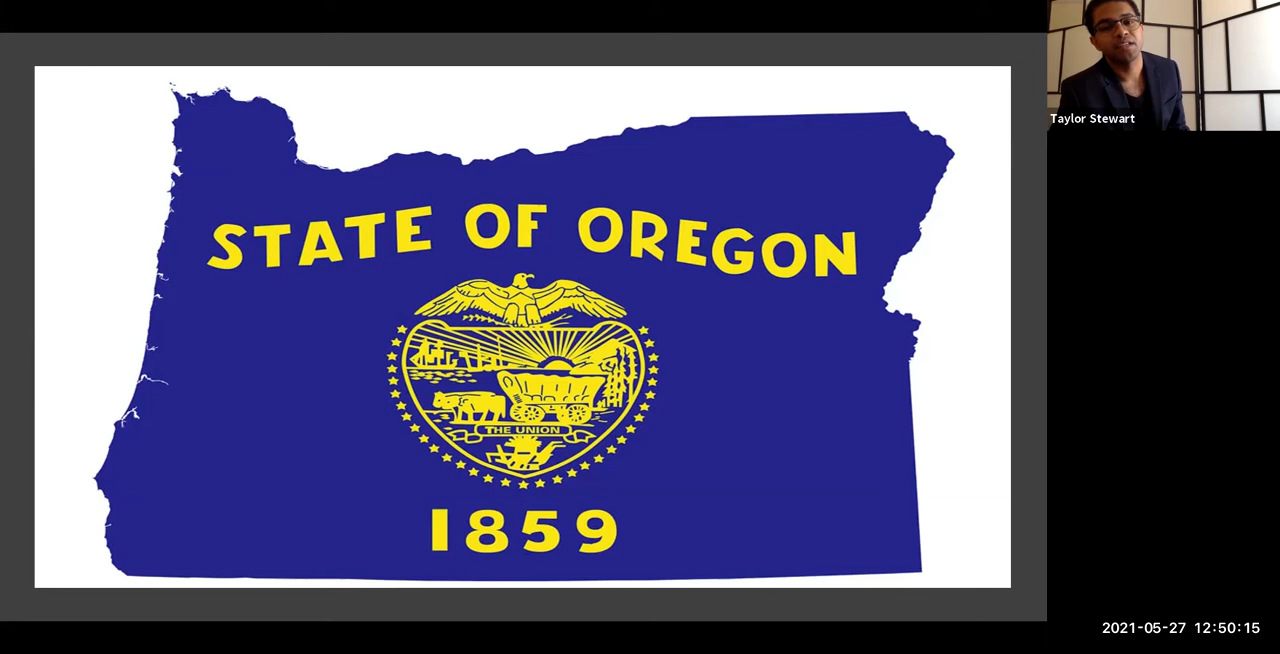 Taylor Stewart
STATE OF OREGON
THE UNION
1859
2021-05-27 12:50:15